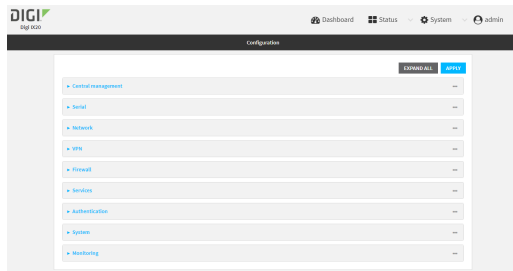 DIGI
Digi IX20
Dashboard Status System admin
Configuration
EXPAND ALL APPLY
Central management
Serial
Network
VPN
Firewall
Services
Authentication
System
Monitoring